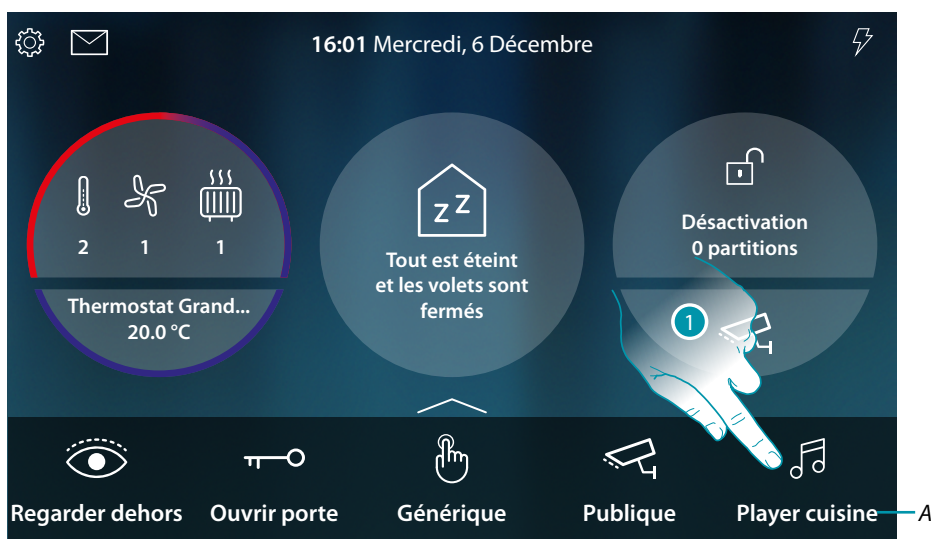 16:01 Mercredi, 6 Décembre
2 1 1
Thermostat Grand...
20.0 °C
zZ
Tout est éteint
et les volets sont
fermés
Désactivation
0 partitions
1
Regarder dehors Ouvrir porte Générique Publique Player cuisine A